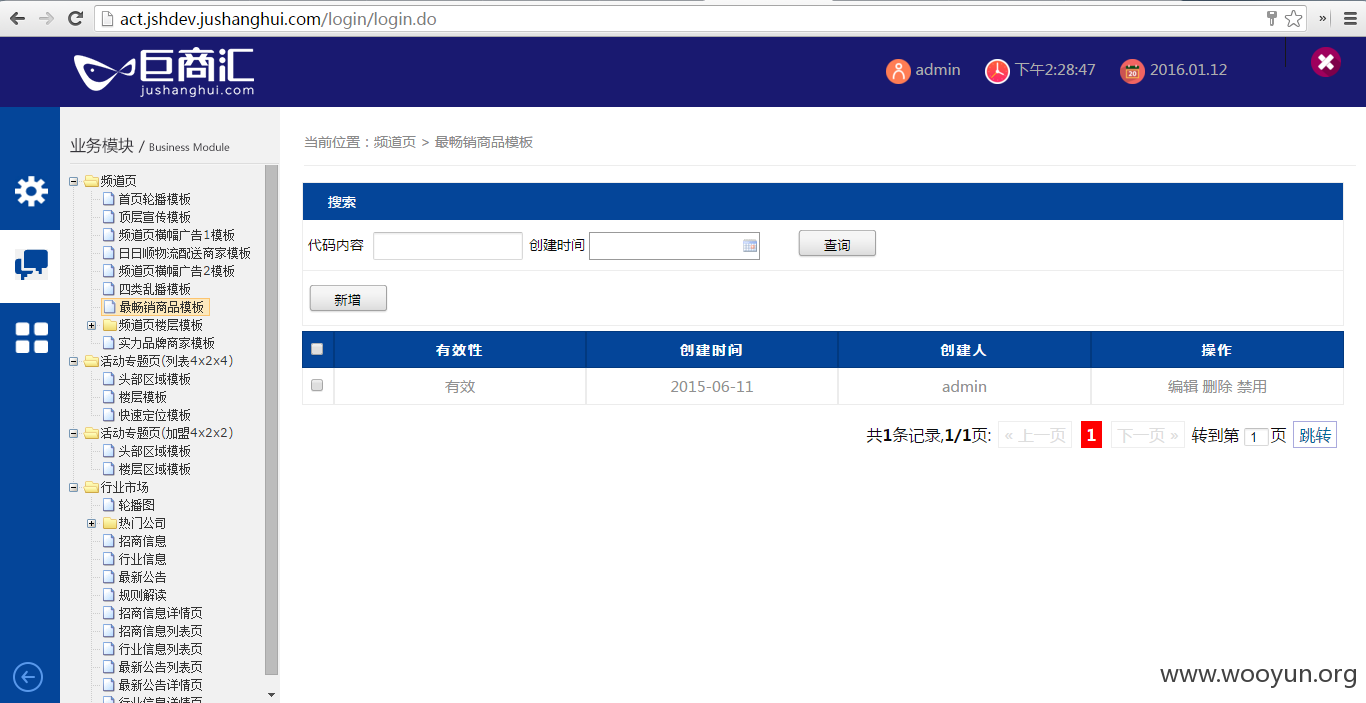 act.jshdev.jushanghui.com/login/login.do
巨商汇
jushanghui.com
admin
下午2:28:47
20
2016.01.12
业务模块 / Business Module
频道页
首页轮播模板
顶层宣传模板
频道页横幅广告1模板
日日顺物流配送商家模板
频道页横幅广告2模板
四类乱播模板
最畅销商品模板
频道页楼层模板
实力品牌商家模板
活动专题页(列表4x2x4)
头部区域模板
楼层模板
快速定位模板
活动专题页(加盟4x2x2)
头部区域模板
楼层区域模板
行业市场
轮播图
热门公司
招商信息
行业信息
最新公告
规则解读
招商信息详情页
招商信息列表页
行业信息列表页
最新公告列表页
最新公告详情页
行业信息详情页
当前位置：频道页 > 最畅销商品模板
搜索
代码内容 创建时间 查询
新增
有效性 创建时间 创建人 操作
有效 2015-06-11 admin 编辑 删除 禁用
共1条记录,1/1页: « 上一页 1 下一页 » 转到第 1 页 跳转
www.wooyun.org